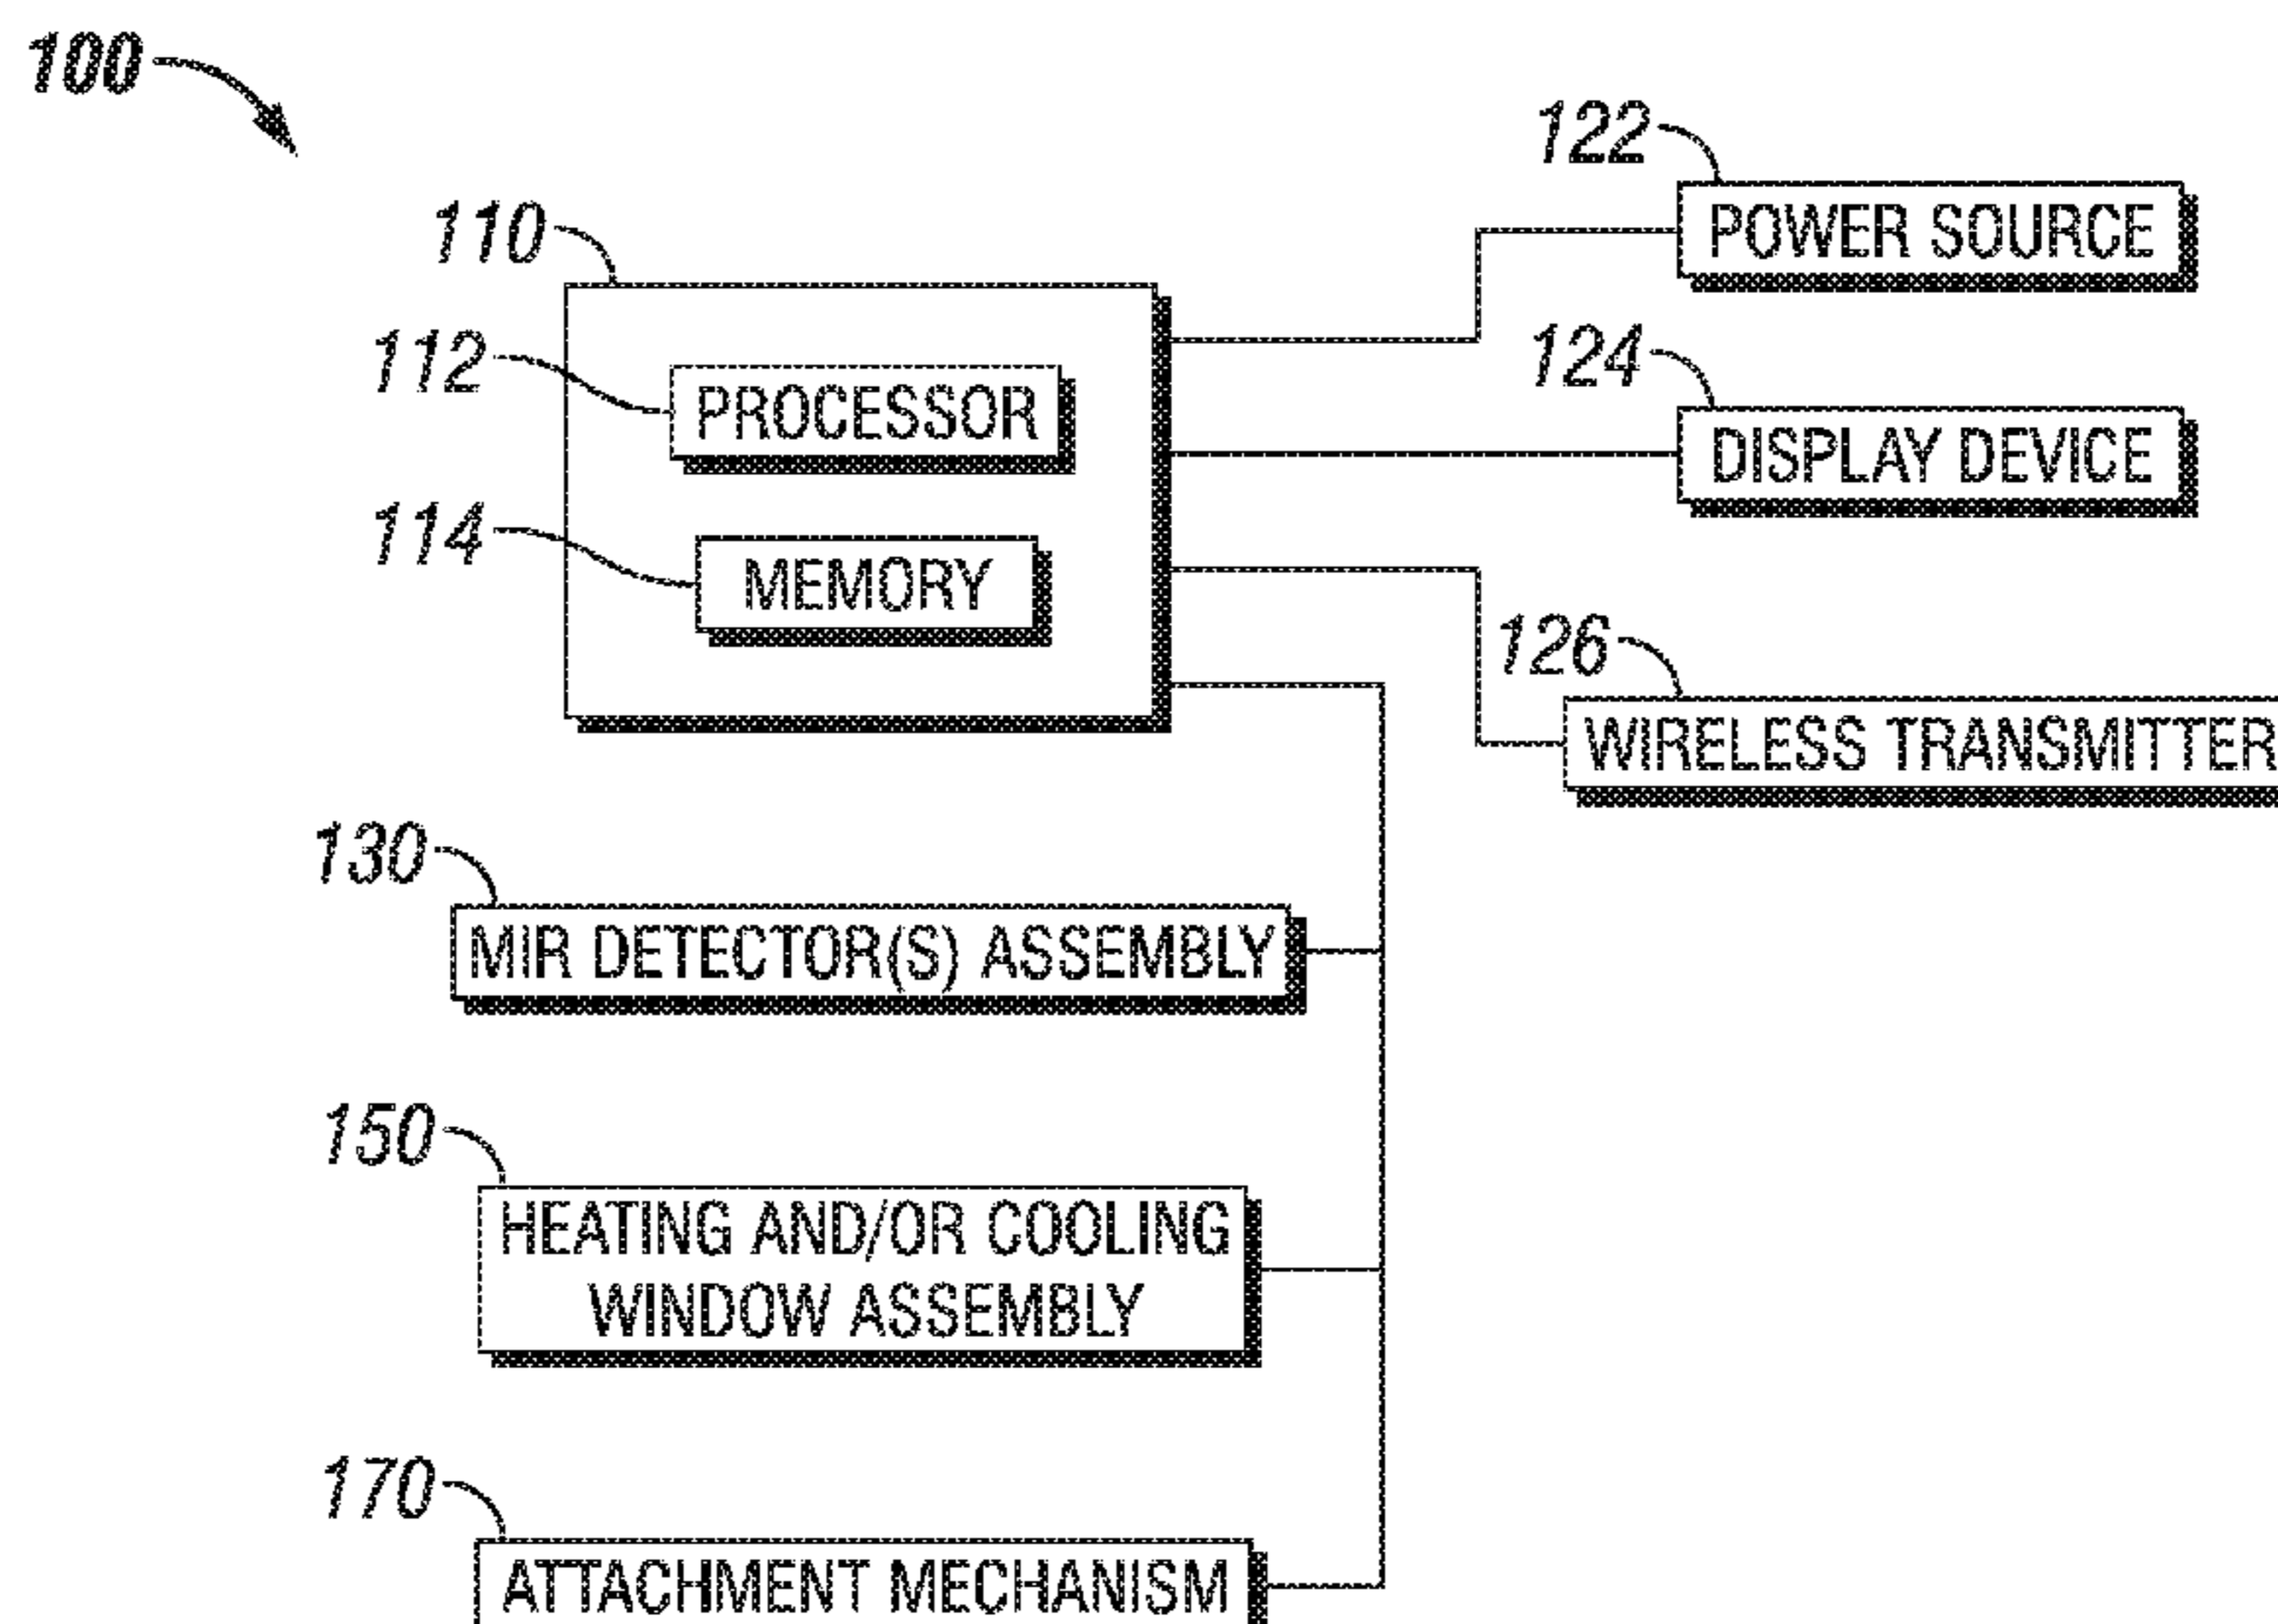 100
122
POWER SOURCE
110
112
PROCESSOR
124
DISPLAY DEVICE
114
MEMORY
126
WIRELESS TRANSMITTER
130
MIR DETECTOR(S) ASSEMBLY
150
HEATING AND/OR COOLING
WINDOW ASSEMBLY
170
ATTACHMENT MECHANISM